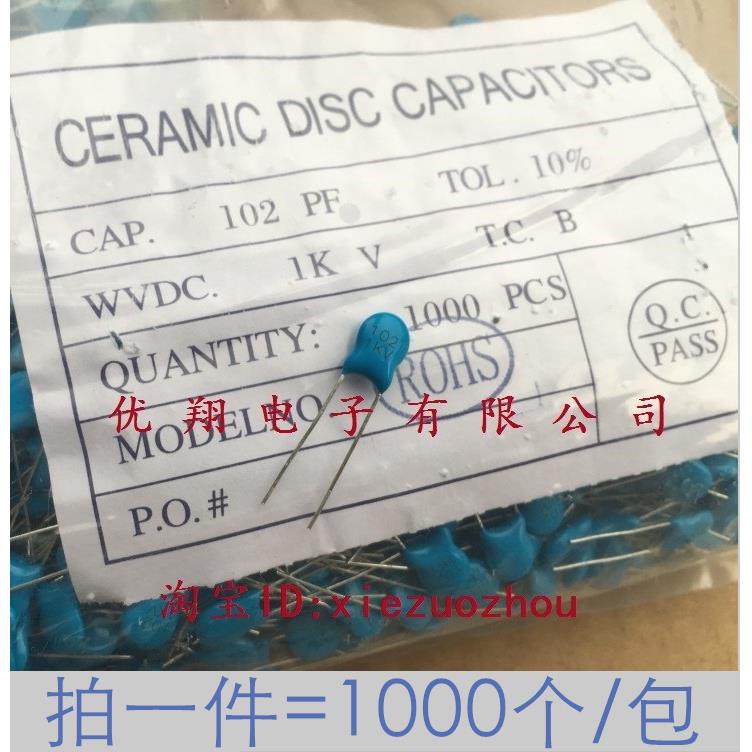 CERAMIC DISC CAPACITORS
CAP. 102 PF TOL. 10%
WVDC. 1K V T.C. B
QUANTITY: 1000 PCS
102
1KV
ROHS
Q.C.
PASS
MODELNO
优翔电子有限公司
P.O.#
淘宝ID:xiezuozhou
拍一件=1000个/包